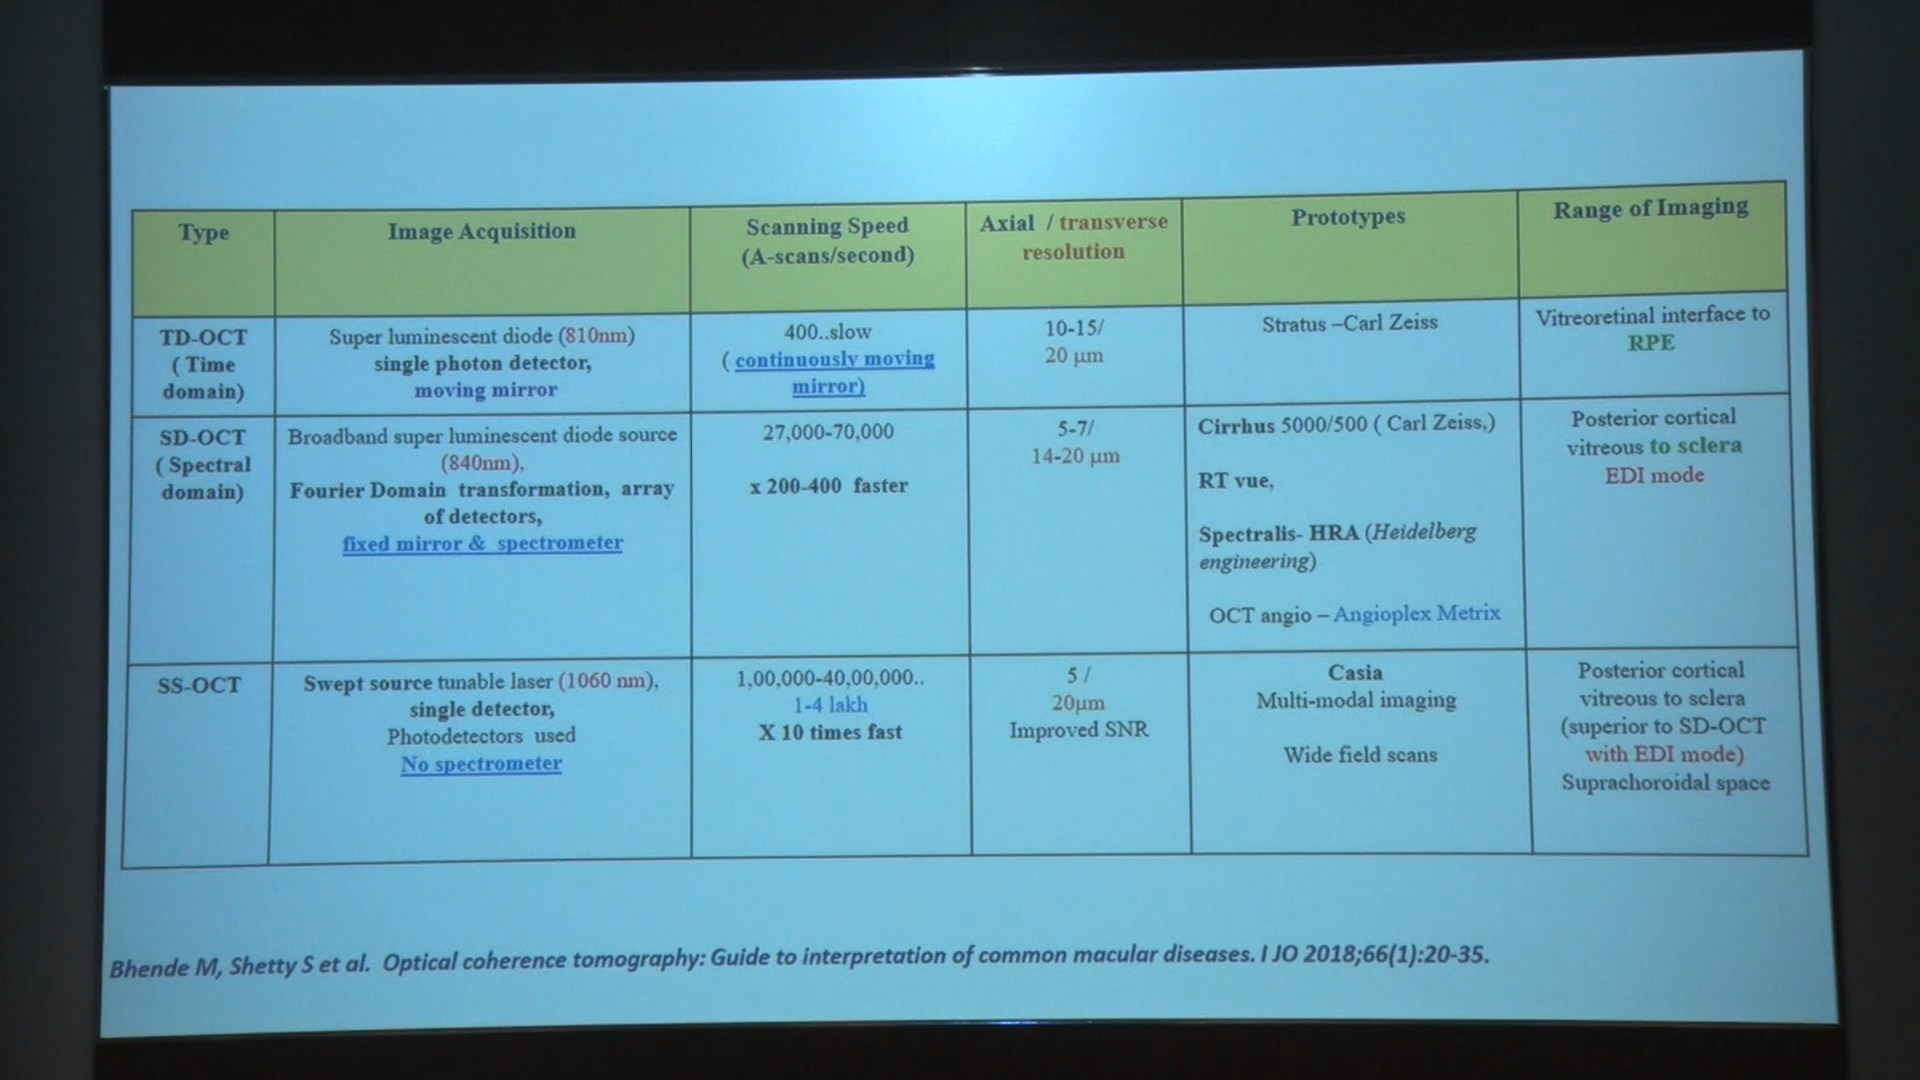 Type
Image Acquisition
Scanning Speed
(A-scans/second)
Axial / transverse
resolution
Prototypes
Range of Imaging
TD-OCT
( Time
domain)
Super luminescent diode (810nm)
single photon detector,
moving mirror
400..slow
( continuously moving
mirror)
10-15/
20 µm
Stratus –Carl Zeiss
Vitreoretinal interface to
RPE
SD-OCT
( Spectral
domain)
Broadband super luminescent diode source
(840nm),
Fourier Domain transformation, array
of detectors,
fixed mirror & spectrometer
27,000-70,000
x 200-400 faster
5-7/
14-20 µm
Cirrhus 5000/500 ( Carl Zeiss,)
RT vue,
Spectralis- HRA (Heidelberg
engineering)
OCT angio – Angioplex Metrix
Posterior cortical
vitreous to sclera
EDI mode
SS-OCT
Swept source tunable laser (1060 nm),
single detector,
Photodetectors used
No spectrometer
1,00,000-40,00,000..
1-4 lakh
X 10 times fast
5 /
20µm
Improved SNR
Casia
Multi-modal imaging
Wide field scans
Posterior cortical
vitreous to sclera
(superior to SD-OCT
with EDI mode)
Suprachoroidal space
Bhende M, Shetty S et al. Optical coherence tomography: Guide to interpretation of common macular diseases. I JO 2018;66(1):20-35.